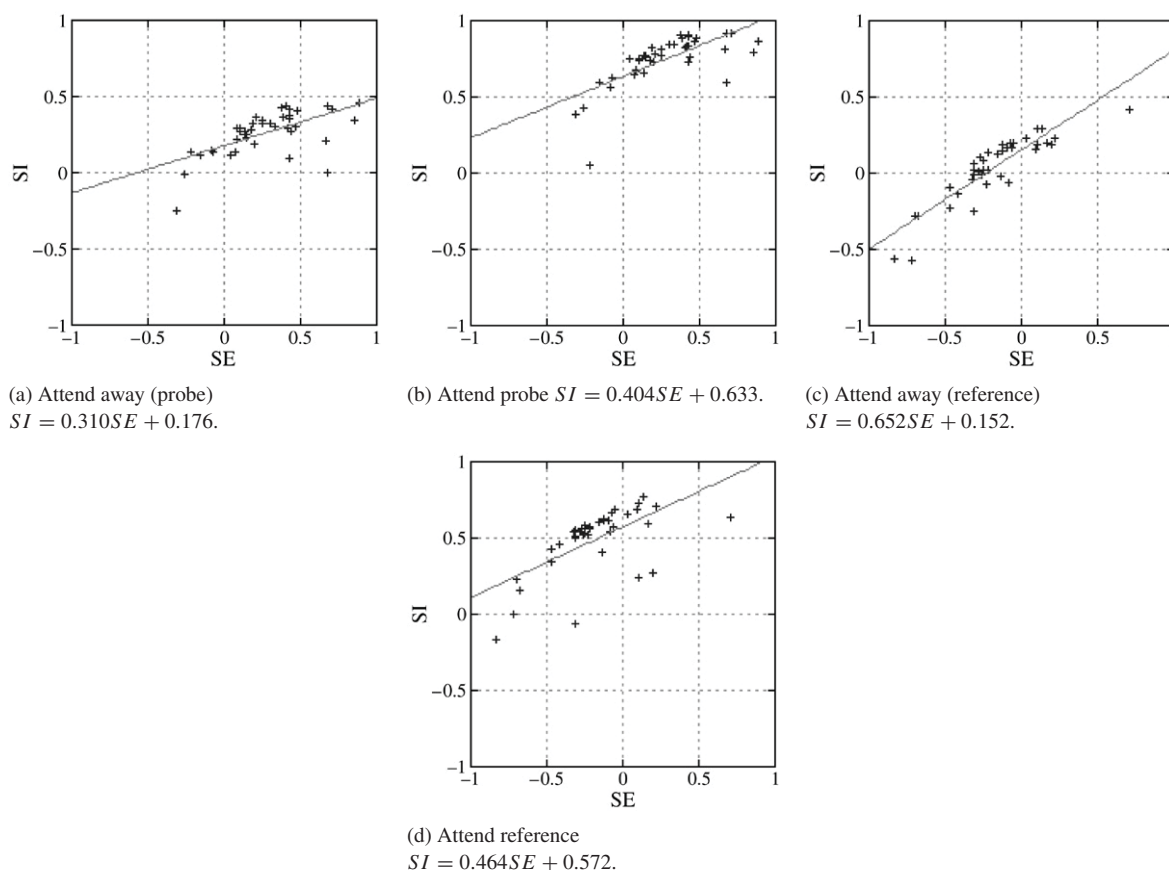 1
0.5
0
−0.5
−1
SI
−1
−0.5
0
0.5
1
SE
(a) Attend away (probe)
SI = 0.310SE + 0.176.
1
0.5
0
−0.5
−1
SI
−1
−0.5
0
0.5
1
SE
(b) Attend probe SI = 0.404SE + 0.633.
1
0.5
0
−0.5
−1
SI
−1
−0.5
0
0.5
SE
(c) Attend away (reference)
SI = 0.652SE + 0.152.
1
0.5
0
−0.5
−1
SI
−1
−0.5
0
0.5
1
SE
(d) Attend reference
SI = 0.464SE + 0.572.